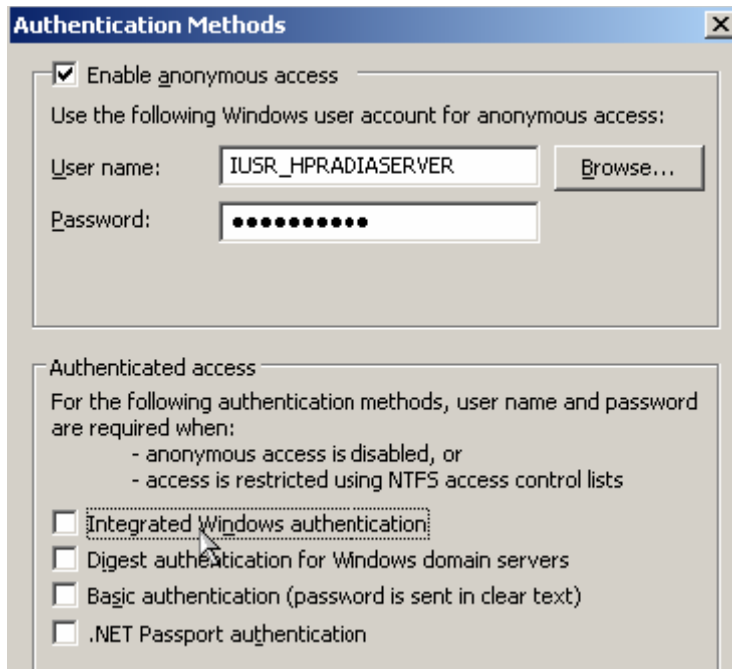 Authentication Methods
Enable anonymous access
Use the following Windows user account for anonymous access:
User name:
IUSR_HPRADIASERVER
Browse...
Password:
●●●●●●●●●●
Authenticated access
For the following authentication methods, user name and password
are required when:
- anonymous access is disabled, or
- access is restricted using NTFS access control lists
Integrated Windows authentication
Digest authentication for Windows domain servers
Basic authentication (password is sent in clear text)
.NET Passport authentication